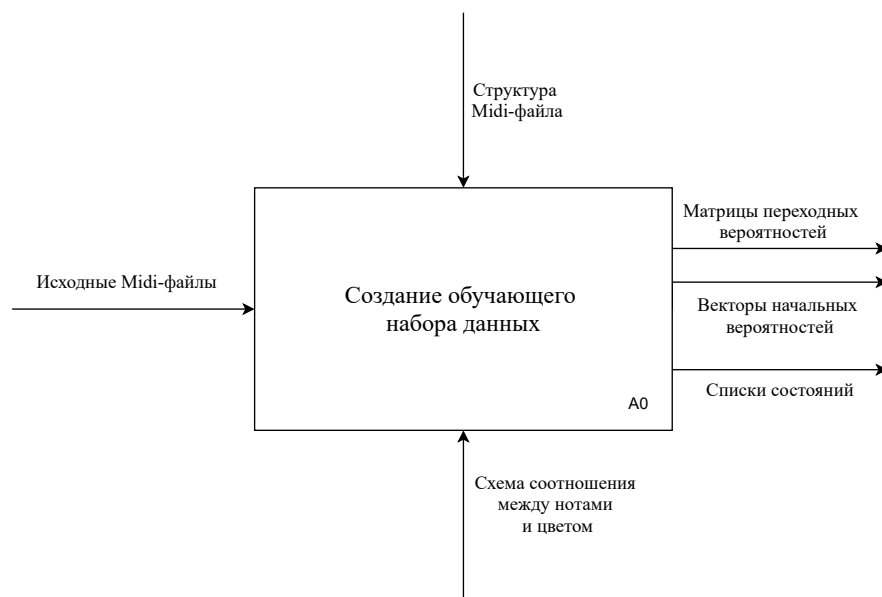 Структура
Midi-файла
Матрицы переходных
вероятностей
Исходные Midi-файлы
Создание обучающего
набора данных
Векторы начальных
вероятностей
Списки состояний
A0
Схема соотношения
между нотами
и цветом